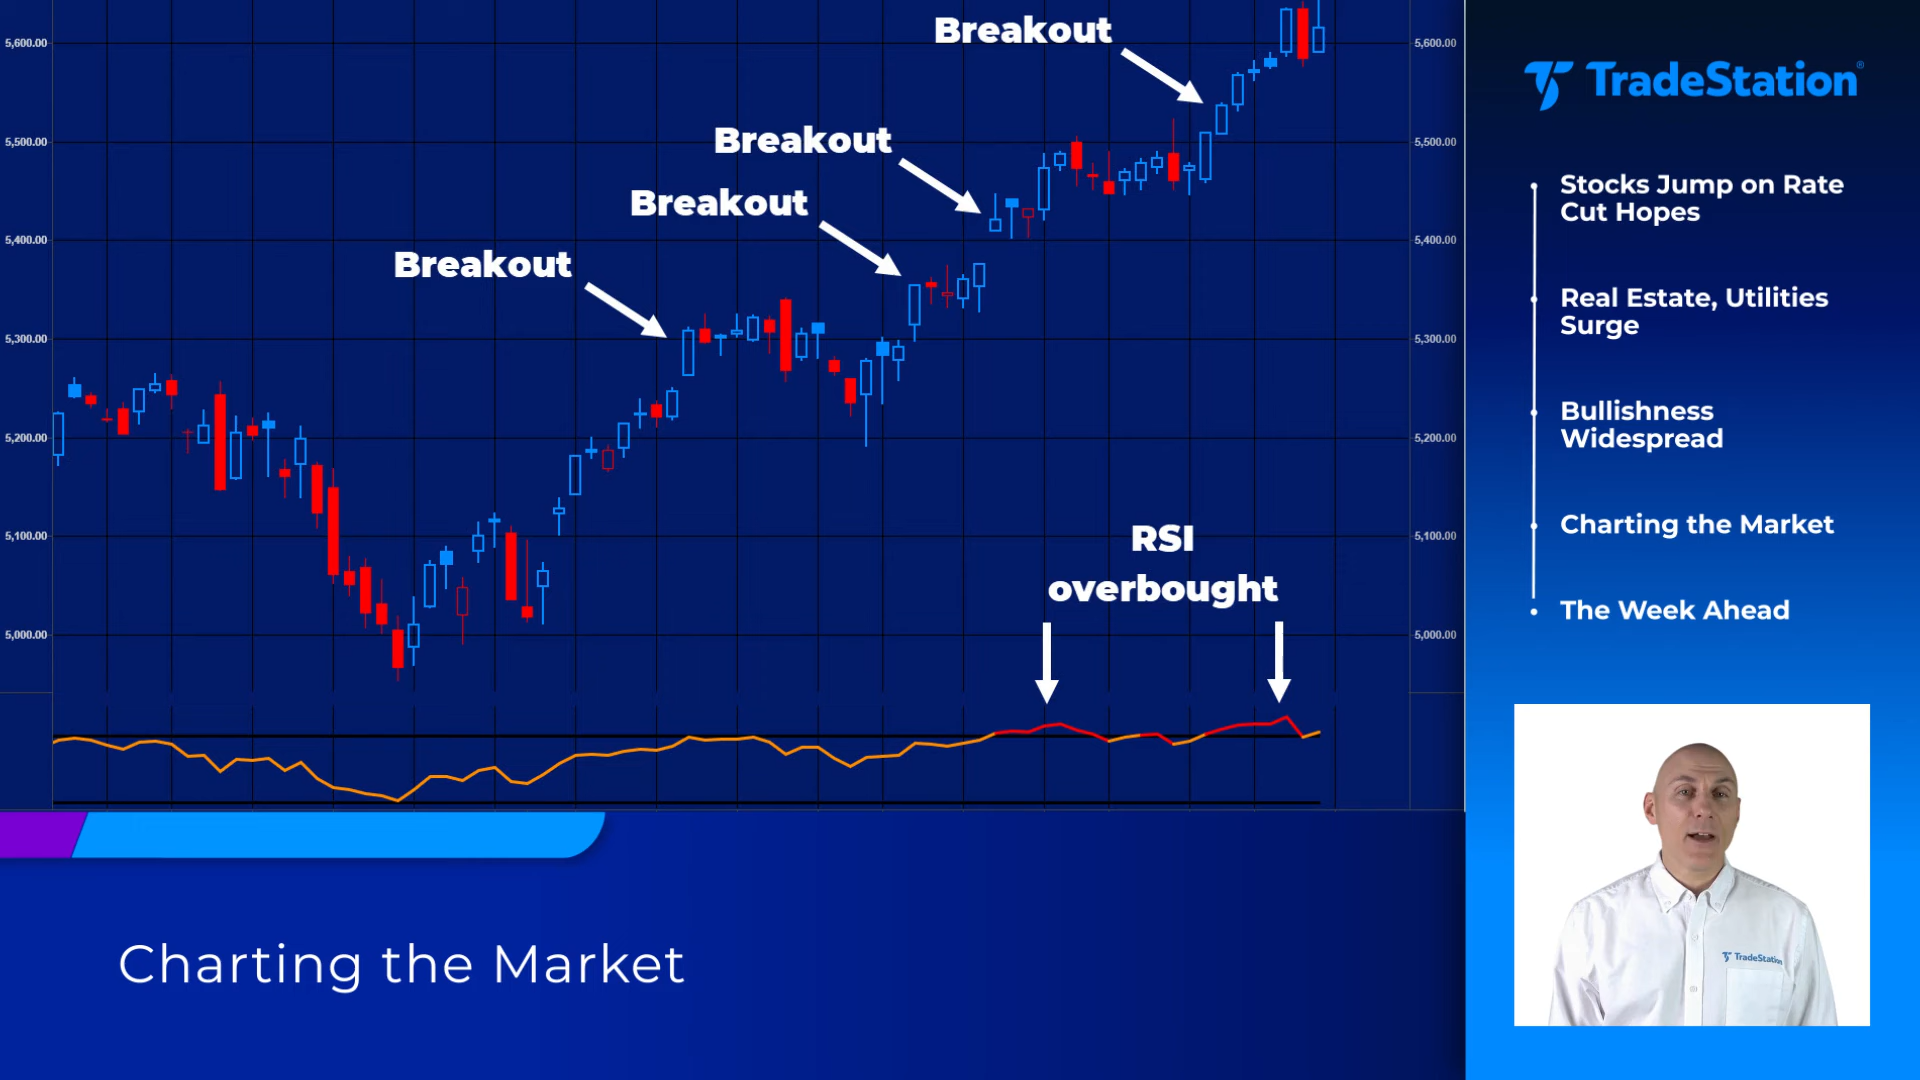 Breakout
5,600.00
5,600.00
Breakout
5,500.00
5,500.00
Breakout
5,400.00
5,400.00
Breakout
5,300.00
5,300.00
5,200.00
5,200.00
5,100.00
5,100.00
RSI
overbought
5,000.00
5,000.00
Charting the Market
TradeStation®
Stocks Jump on Rate
Cut Hopes
Real Estate, Utilities
Surge
Bullishness
Widespread
Charting the Market
The Week Ahead
TradeStation